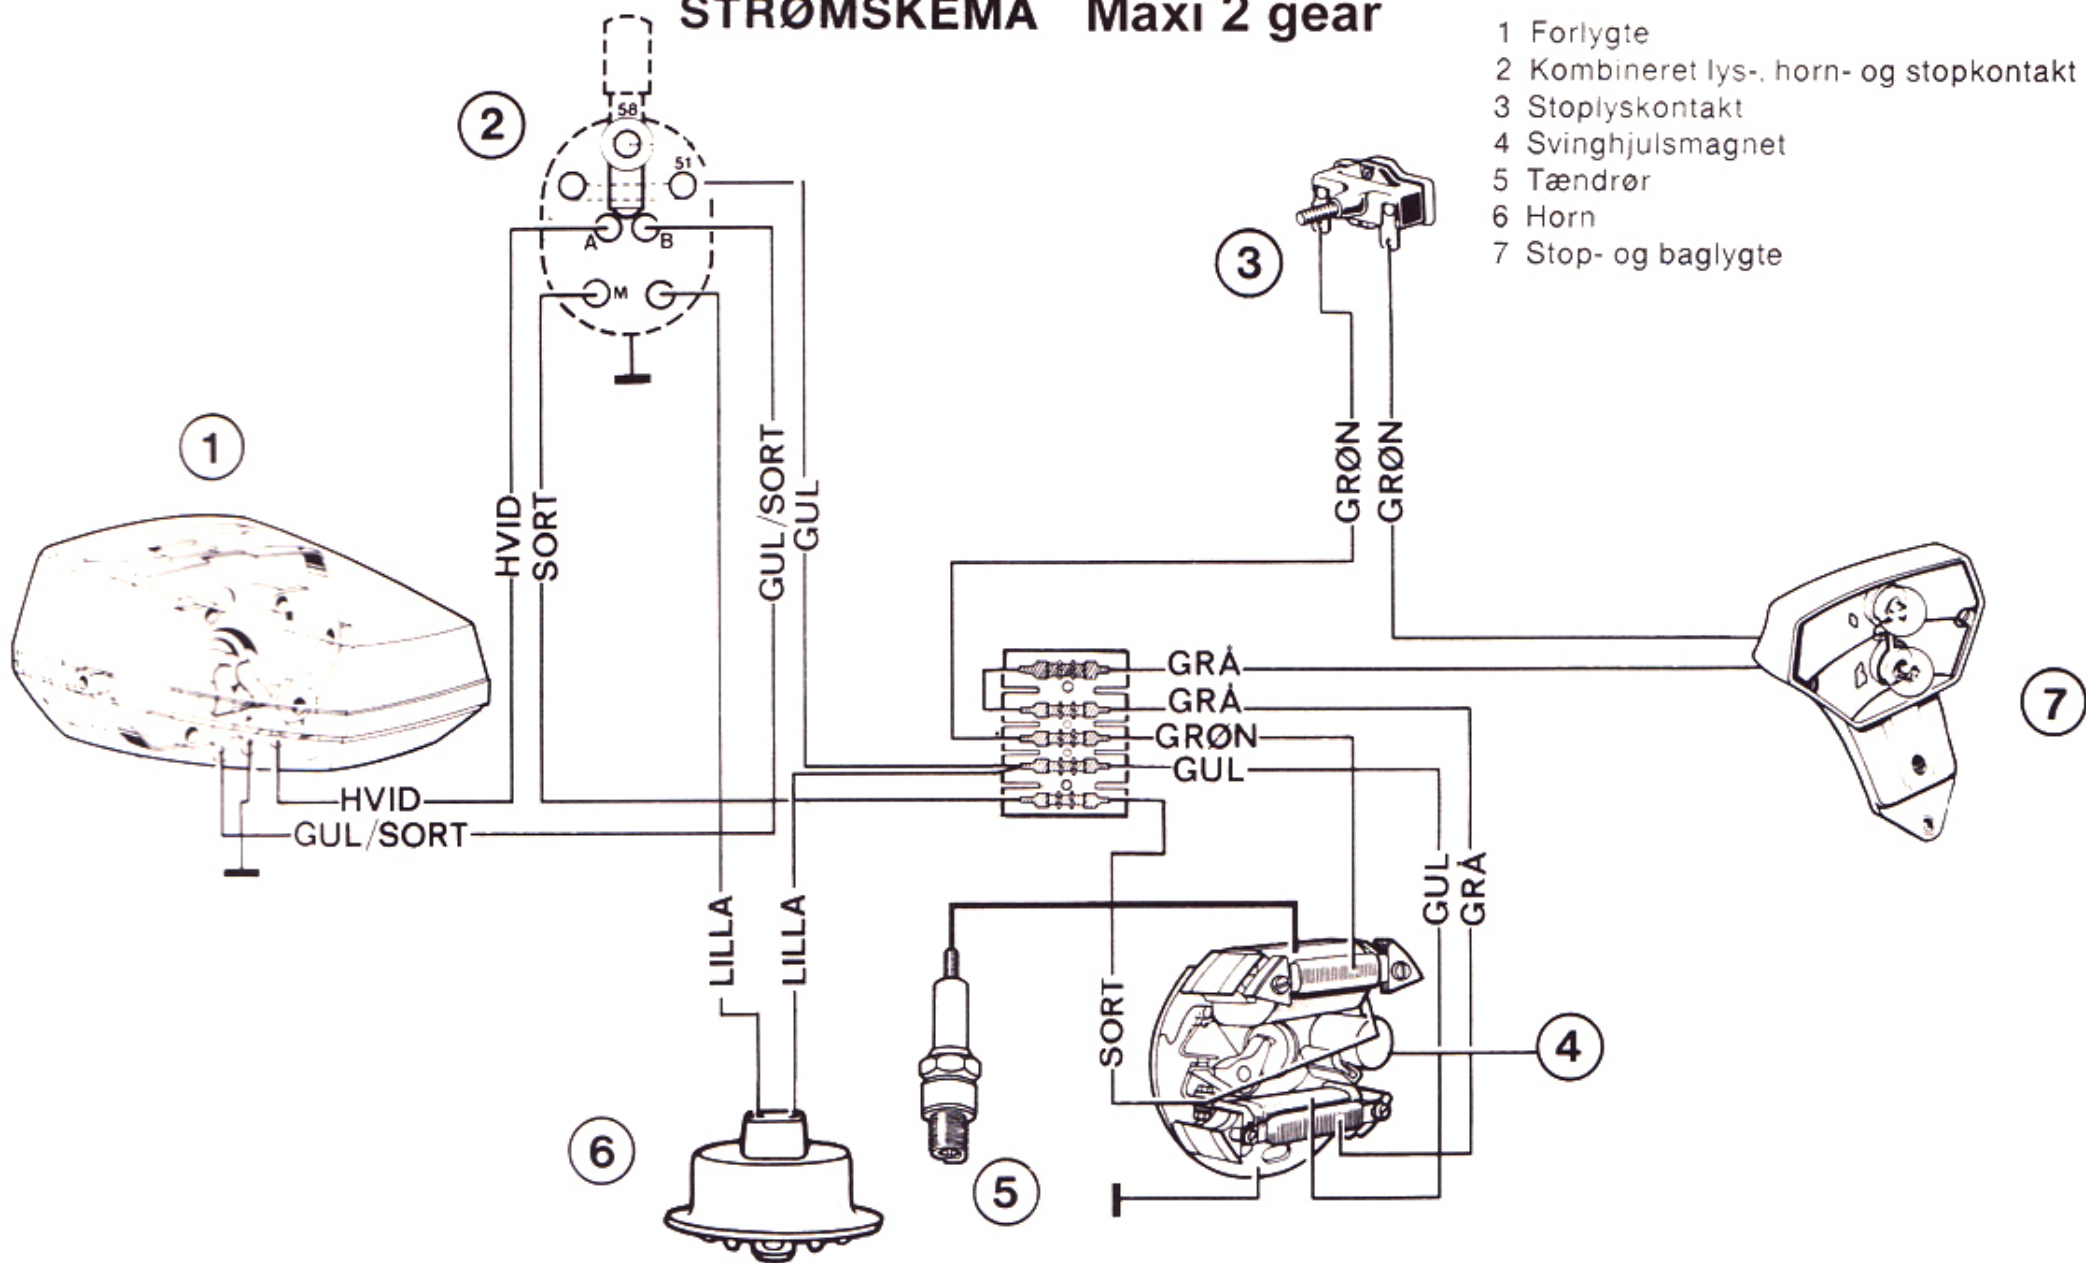 STRØMSKEMA Maxi 2 gear
1 Forlygte
2 Kombineret lys-, horn- og stopkontakt
3 Stoplyskontakt
4 Svinghjulsmagnet
5 Tændrør
6 Horn
7 Stop- og baglygte
2
58
51
A
B
M
3
1
HVID
SORT
GUL/SORT
GUL
GRØN
GRØN
GRÅ
GRÅ
GRØN
GUL
7
HVID
GUL/SORT
LILLA
LILLA
GUL
GRÅ
SORT
4
6
5